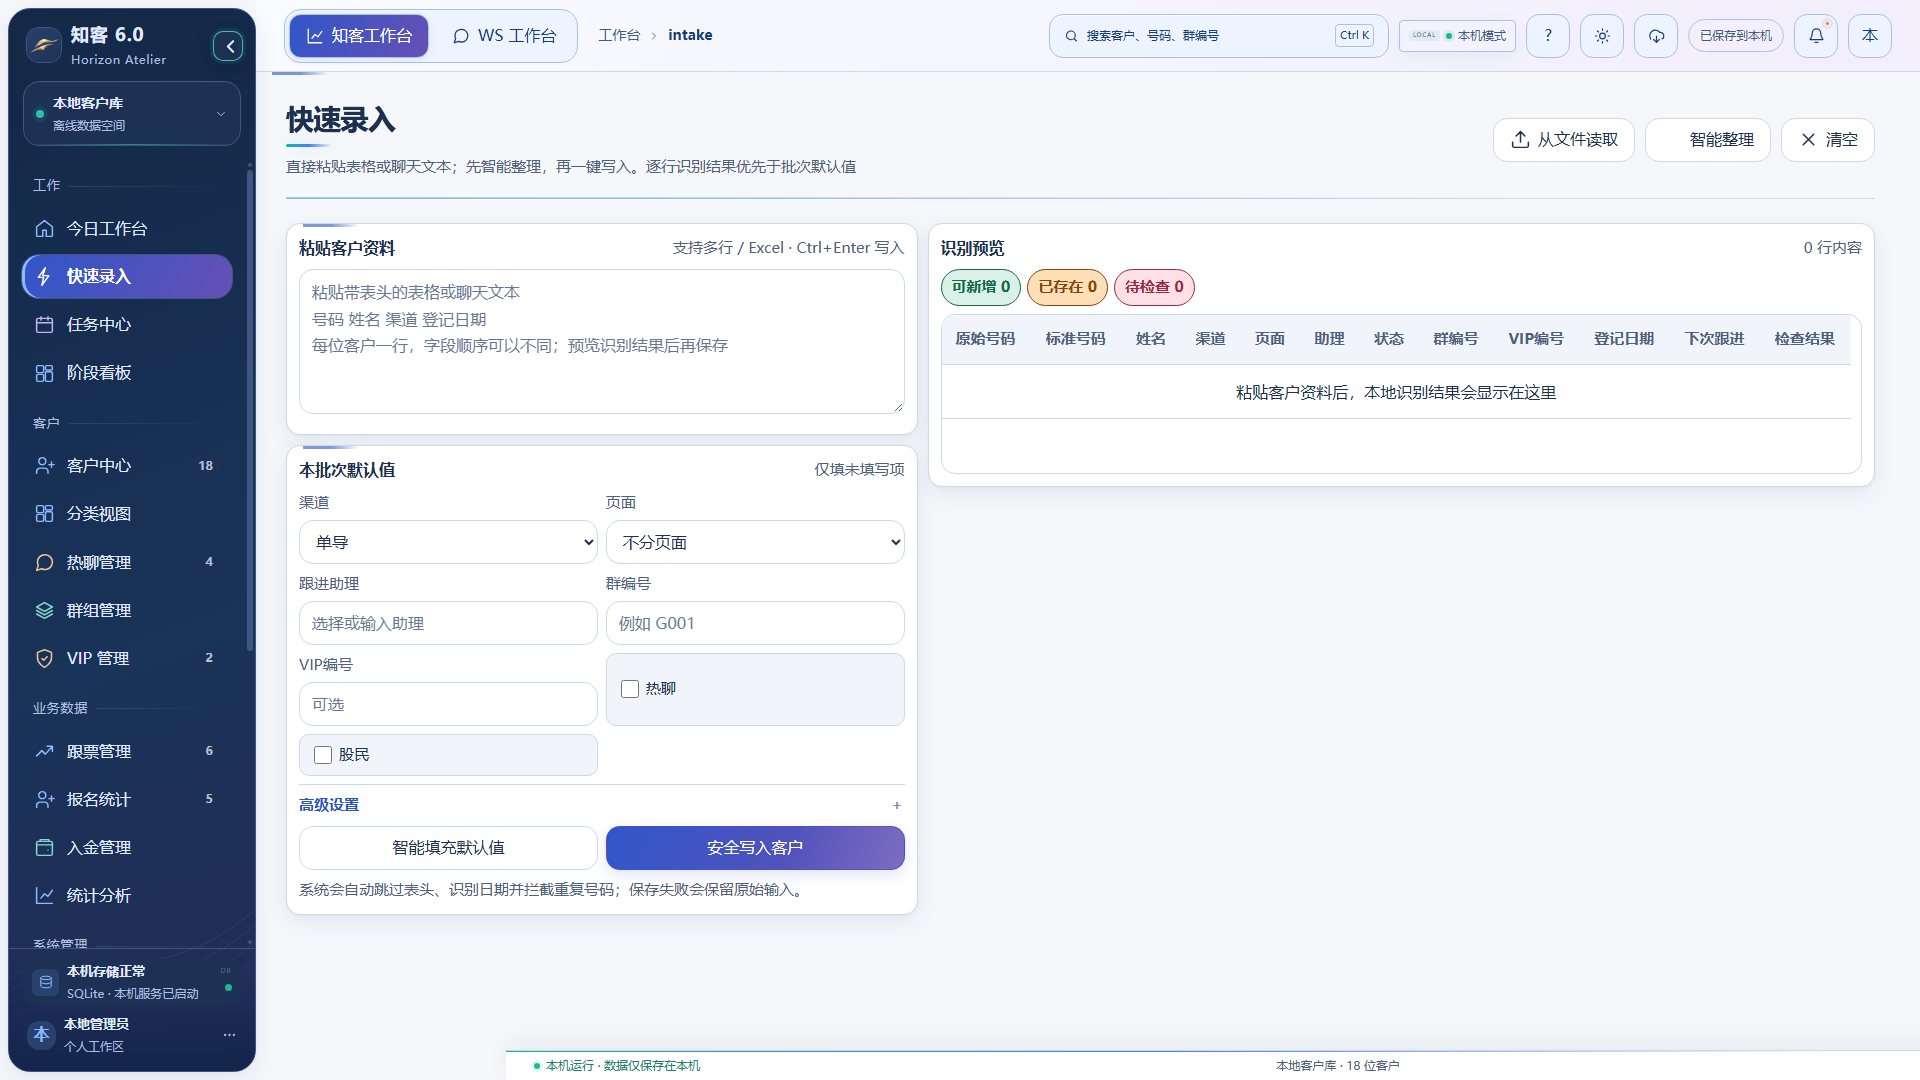 知客 6.0
Horizon Atelier
本地客户库
离线数据空间
工作
今日工作台
快速录入
任务中心
阶段看板
客户
客户中心 18
分类视图
热聊管理 4
群组管理
VIP 管理 2
业务数据
跟票管理 6
报名统计 5
入金管理
统计分析
系统管理
本机存储正常 DB
SQLite · 本机服务已启动
本 本地管理员
个人工作区
知客工作台 WS 工作台 工作台 › intake
搜索客户、号码、群编号 Ctrl K
LOCAL 本机模式
?
已保存到本机
本
快速录入
直接粘贴表格或聊天文本；先智能整理，再一键写入。逐行识别结果优先于批次默认值
从文件读取 智能整理 清空
粘贴客户资料 支持多行 / Excel · Ctrl+Enter 写入
粘贴带表头的表格或聊天文本
号码 姓名 渠道 登记日期
每位客户一行，字段顺序可以不同；预览识别结果后再保存
本批次默认值 仅填未填写项
渠道 页面
单导 不分页面
跟进助理 群编号
选择或输入助理 例如 G001
VIP编号
可选 热聊
股民
高级设置 +
智能填充默认值 安全写入客户
系统会自动跳过表头、识别日期并拦截重复号码；保存失败会保留原始输入。
识别预览 0 行内容
可新增 0 已存在 0 待检查 0
原始号码 标准号码 姓名 渠道 页面 助理 状态 群编号 VIP编号 登记日期 下次跟进 检查结果
粘贴客户资料后，本地识别结果会显示在这里
本机运行 · 数据仅保存在本机 本地客户库 · 18 位客户